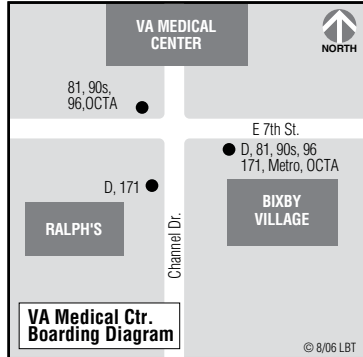 VA MEDICAL
CENTER
NORTH
81, 90s,
96,OCTA
E 7th St.
D, 81, 90s, 96
171, Metro, OCTA
D, 171
BIXBY
VILLAGE
RALPH'S
Channel Dr.
VA Medical Ctr.
Boarding Diagram
© 8/06 LBT